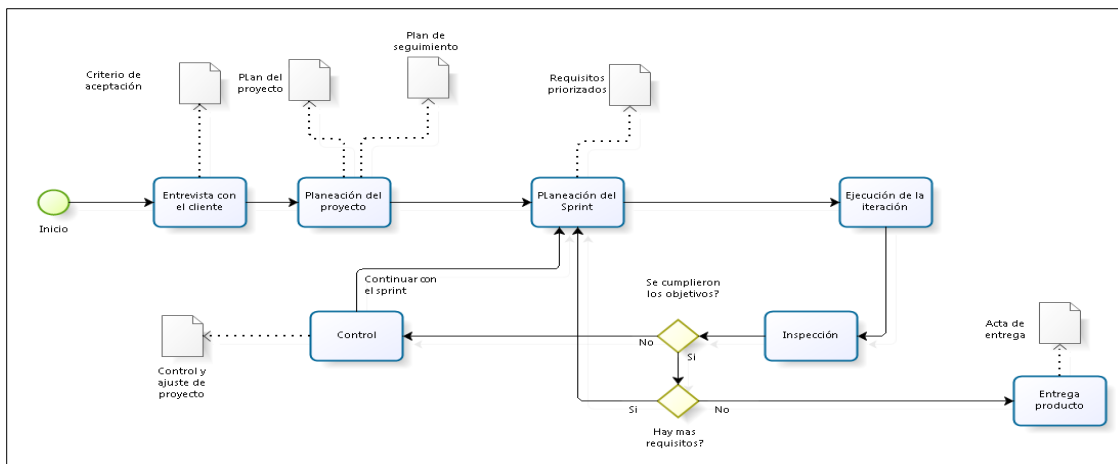 Criterio de
aceptación
PLan del
proyecto
Plan de
seguimiento
Requisitos
priorizados
Inicio
Entrevista con
el cliente
Planeación del
proyecto
PLaneación del
Sprint
Ejecución de la
iteración
Continuar con
el sprint
Se cumplieron
los objetivos?
Control y
ajuste de
proyecto
Control
No
Si
Inspección
Acta de
entrega
Si
No
Hay mas
requisitos?
Entrega
producto